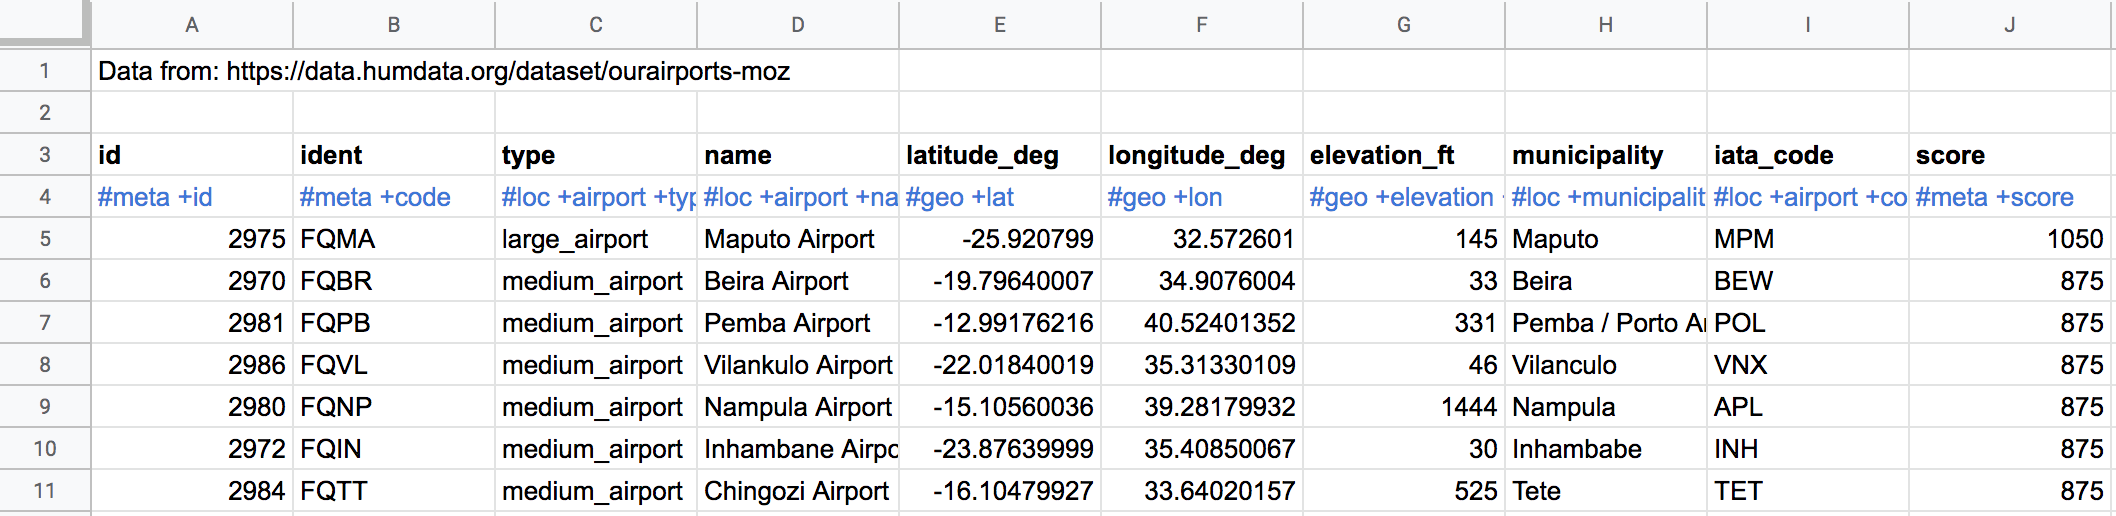 A B C D E F G H I J
1 Data from: https://data.humdata.org/dataset/ourairports-moz
2
3 id ident type name latitude_deg longitude_deg elevation_ft municipality iata_code score
4 #meta +id #meta +code #loc +airport +typ #loc +airport +na #geo +lat #geo +lon #geo +elevation #loc +municipalit #loc +airport +co #meta +score
5 2975 FQMA large_airport Maputo Airport -25.920799 32.572601 145 Maputo MPM 1050
6 2970 FQBR medium_airport Beira Airport -19.79640007 34.9076004 33 Beira BEW 875
7 2981 FQPB medium_airport Pemba Airport -12.99176216 40.52401352 331 Pemba / Porto A POL 875
8 2986 FQVL medium_airport Vilankulo Airport -22.01840019 35.31330109 46 Vilanculo VNX 875
9 2980 FQNP medium_airport Nampula Airport -15.10560036 39.28179932 1444 Nampula APL 875
10 2972 FQIN medium_airport Inhambane Airpo -23.87639999 35.40850067 30 Inhambabe INH 875
11 2984 FQTT medium_airport Chingozi Airport -16.10479927 33.64020157 525 Tete TET 875